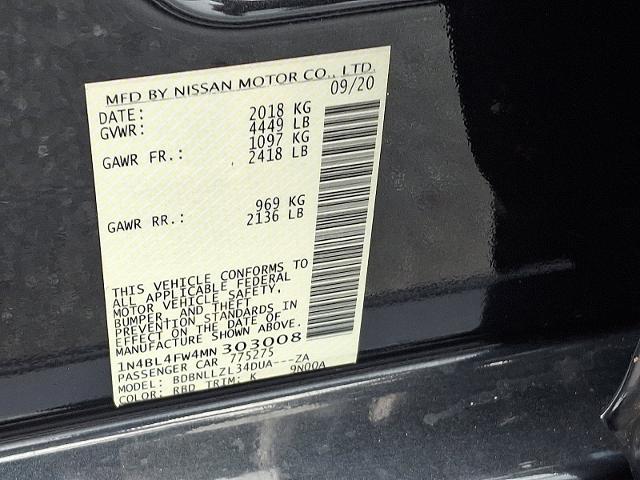 MFD BY NISSAN MOTOR CO., LTD.
DATE: 09/20
GVWR: 2018 KG
4449 LB
GAWR FR.: 1097 KG
2418 LB
GAWR RR.: 969 KG
2136 LB
THIS VEHICLE CONFORMS TO
ALL APPLICABLE FEDERAL
MOTOR VEHICLE SAFETY,
BUMPER, AND THEFT
PREVENTION STANDARDS IN
EFFECT ON THE DATE OF
MANUFACTURE SHOWN ABOVE.
1N4BL4FW4MN303008
PASSENGER CAR 775275
MODEL: BDBNLLZL34DUA---ZA
COLOR: RBD TRIM: K 9N00A